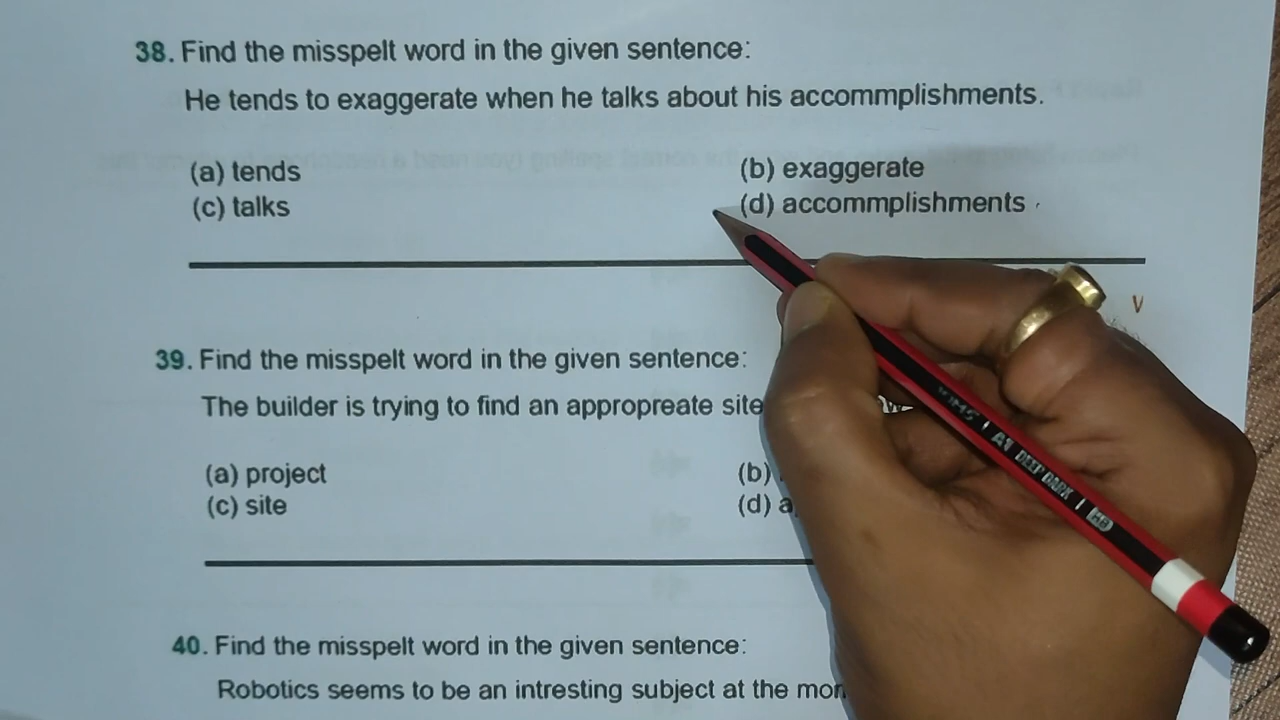 38. Find the misspelt word in the given sentence:
He tends to exaggerate when he talks about his accommplishments.
(a) tends (b) exaggerate
(c) talks (d) accommplishments
39. Find the misspelt word in the given sentence:
The builder is trying to find an appropreate site
(a) project (b)
(c) site (d)
40. Find the misspelt word in the given sentence:
Robotics seems to be an intresting subject at the
DEEP DARK HB